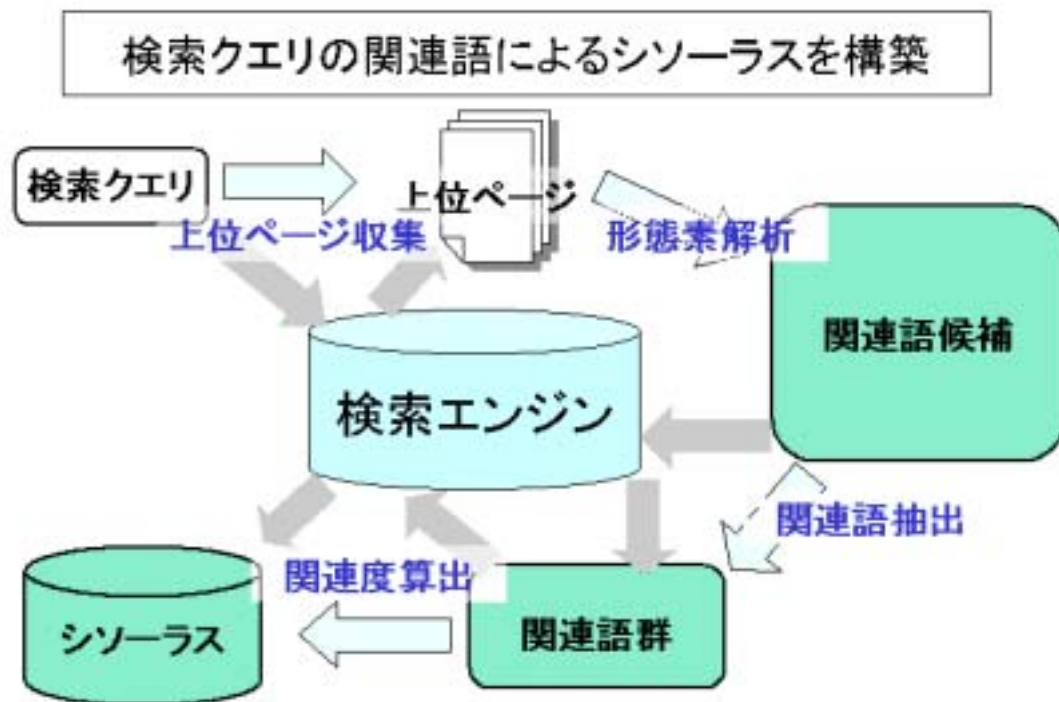 検索クエリの関連語によるシソーラスを構築
検索クエリ
上位ページ
上位ページ収集
形態素解析
関連語候補
検索エンジン
関連語抽出
関連度算出
シソーラス
関連語群